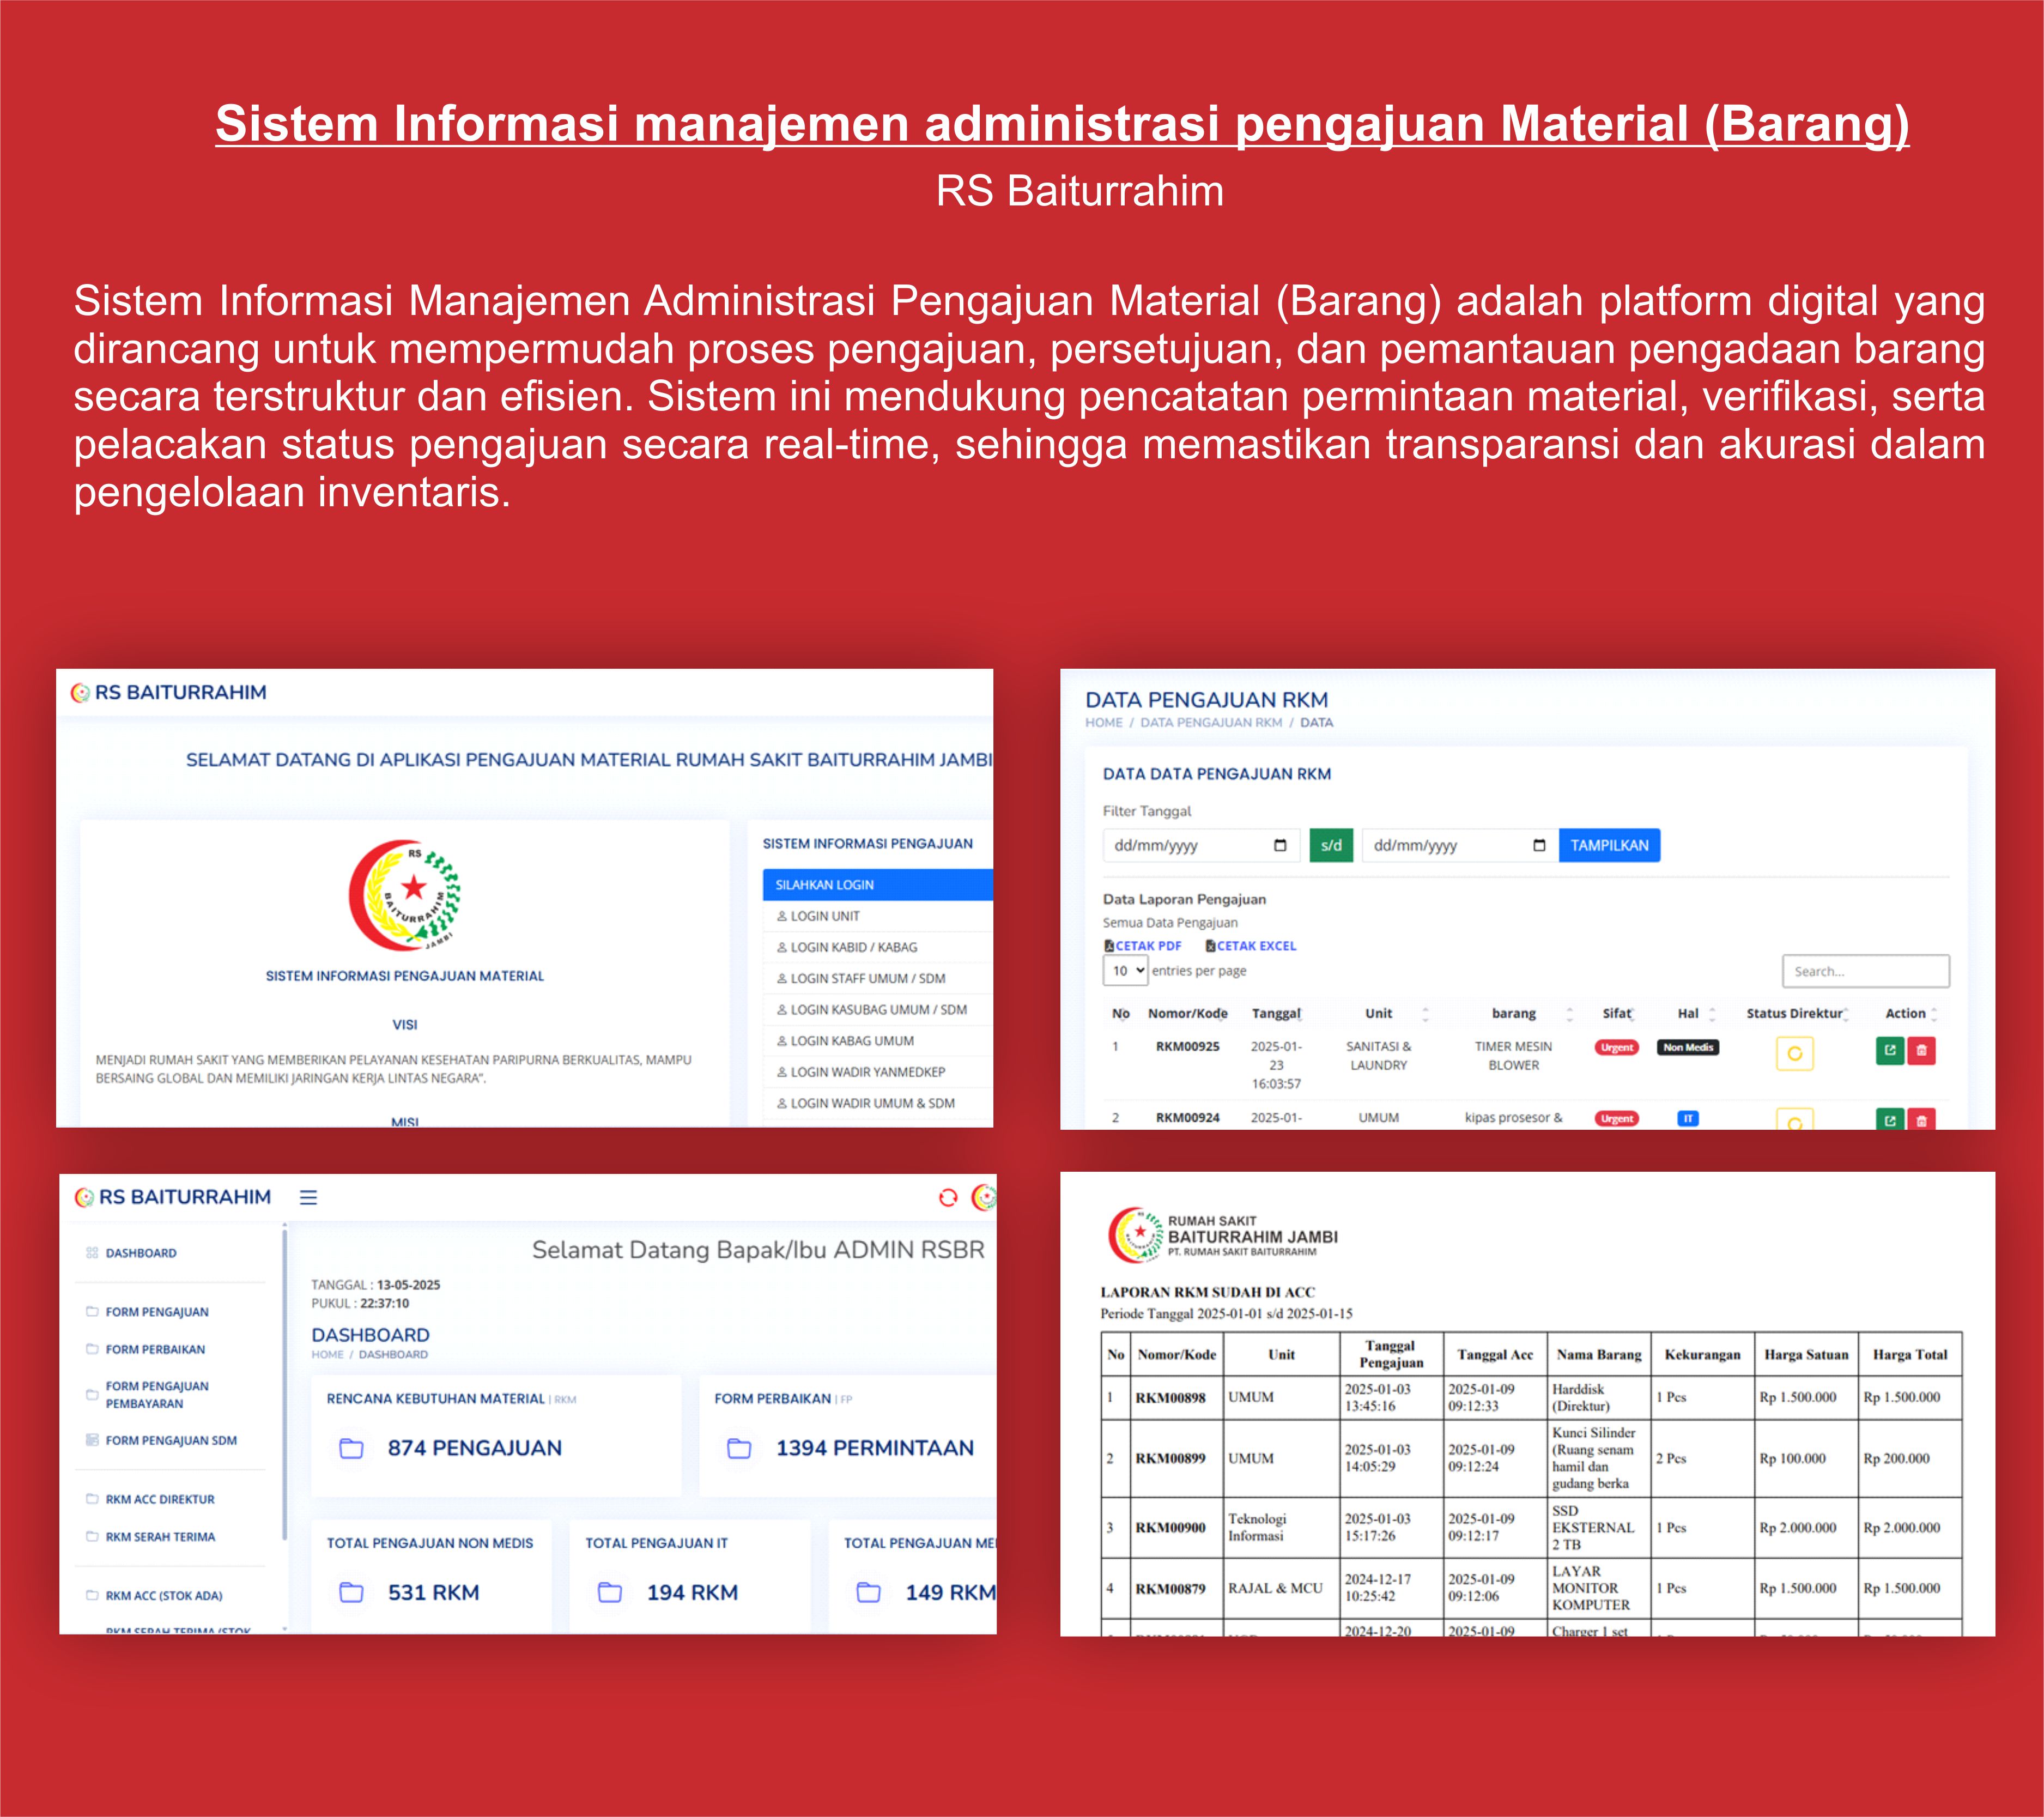 Sistem Informasi manajemen administrasi pengajuan Material (Barang)
RS Baiturrahim
Sistem Informasi Manajemen Administrasi Pengajuan Material (Barang) adalah platform digital yang
dirancang untuk mempermudah proses pengajuan, persetujuan, dan pemantauan pengadaan barang
secara terstruktur dan efisien. Sistem ini mendukung pencatatan permintaan material, verifikasi, serta
pelacakan status pengajuan secara real-time, sehingga memastikan transparansi dan akurasi dalam
pengelolaan inventaris.
RS BAITURRAHIM
SELAMAT DATANG DI APLIKASI PENGAJUAN MATERIAL RUMAH SAKIT BAITURRAHIM JAMBI
RS
BAITURRAHIM
JAMBI
SISTEM INFORMASI PENGAJUAN MATERIAL
VISI
MENJADI RUMAH SAKIT YANG MEMBERIKAN PELAYANAN KESEHATAN PARIPURNA BERKUALITAS, MAMPU
BERSAING GLOBAL DAN MEMILIKI JARINGAN KERJA LINTAS NEGARA".
MISI
SISTEM INFORMASI PENGAJUAN
SILAHKAN LOGIN
LOGIN UNIT
LOGIN KABID / KABAG
LOGIN STAFF UMUM / SDM
LOGIN KASUBAG UMUM / SDM
LOGIN KABAG UMUM
LOGIN WADIR YANMEDKEP
LOGIN WADIR UMUM & SDM
DATA PENGAJUAN RKM
HOME / DATA PENGAJUAN RKM / DATA
DATA DATA PENGAJUAN RKM
Filter Tanggal
dd/mm/yyyy s/d dd/mm/yyyy TAMPILKAN
Data Laporan Pengajuan
Semua Data Pengajuan
CETAK PDF CETAK EXCEL
10 entries per page Search...
No Nomor/Kode Tanggal Unit barang Sifat Hal Status Direktur Action
1 RKM00925 2025-01-23 16:03:57 SANITASI & LAUNDRY TIMER MESIN BLOWER Urgent Non Medis
2 RKM00924 2025-01- UMUM kipas prosesor & Urgent IT
RS BAITURRAHIM
DASHBOARD
FORM PENGAJUAN
FORM PERBAIKAN
FORM PENGAJUAN
PEMBAYARAN
FORM PENGAJUAN SDM
RKM ACC DIREKTUR
RKM SERAH TERIMA
RKM ACC (STOK ADA)
RKM SERAH TERIMA (STOK
Selamat Datang Bapak/Ibu ADMIN RSBR
TANGGAL : 13-05-2025
PUKUL : 22:37:10
DASHBOARD
HOME / DASHBOARD
RENCANA KEBUTUHAN MATERIAL | RKM
874 PENGAJUAN
FORM PERBAIKAN | FP
1394 PERMINTAAN
TOTAL PENGAJUAN NON MEDIS
531 RKM
TOTAL PENGAJUAN IT
194 RKM
TOTAL PENGAJUAN ME
149 RKM
RUMAH SAKIT
BAITURRAHIM JAMBI
PT. RUMAH SAKIT BAITURRAHIM
LAPORAN RKM SUDAH DI ACC
Periode Tanggal 2025-01-01 s/d 2025-01-15
No Nomor/Kode Unit Tanggal Pengajuan Tanggal Acc Nama Barang Kekurangan Harga Satuan Harga Total
1 RKM00898 UMUM 2025-01-03 13:45:16 2025-01-09 09:12:33 Harddisk (Direktur) 1 Pcs Rp 1.500.000 Rp 1.500.000
2 RKM00899 UMUM 2025-01-03 14:05:29 2025-01-09 09:12:24 Kunci Silinder (Ruang senam hamil dan gudang berka 2 Pcs Rp 100.000 Rp 200.000
3 RKM00900 Teknologi Informasi 2025-01-03 15:17:26 2025-01-09 09:12:17 SSD EKSTERNAL 2 TB 1 Pcs Rp 2.000.000 Rp 2.000.000
4 RKM00879 RAJAL & MCU 2024-12-17 10:25:42 2025-01-09 09:12:06 LAYAR MONITOR KOMPUTER 1 Pcs Rp 1.500.000 Rp 1.500.000
2024-12-20 2025-01-09 Charger 1 set